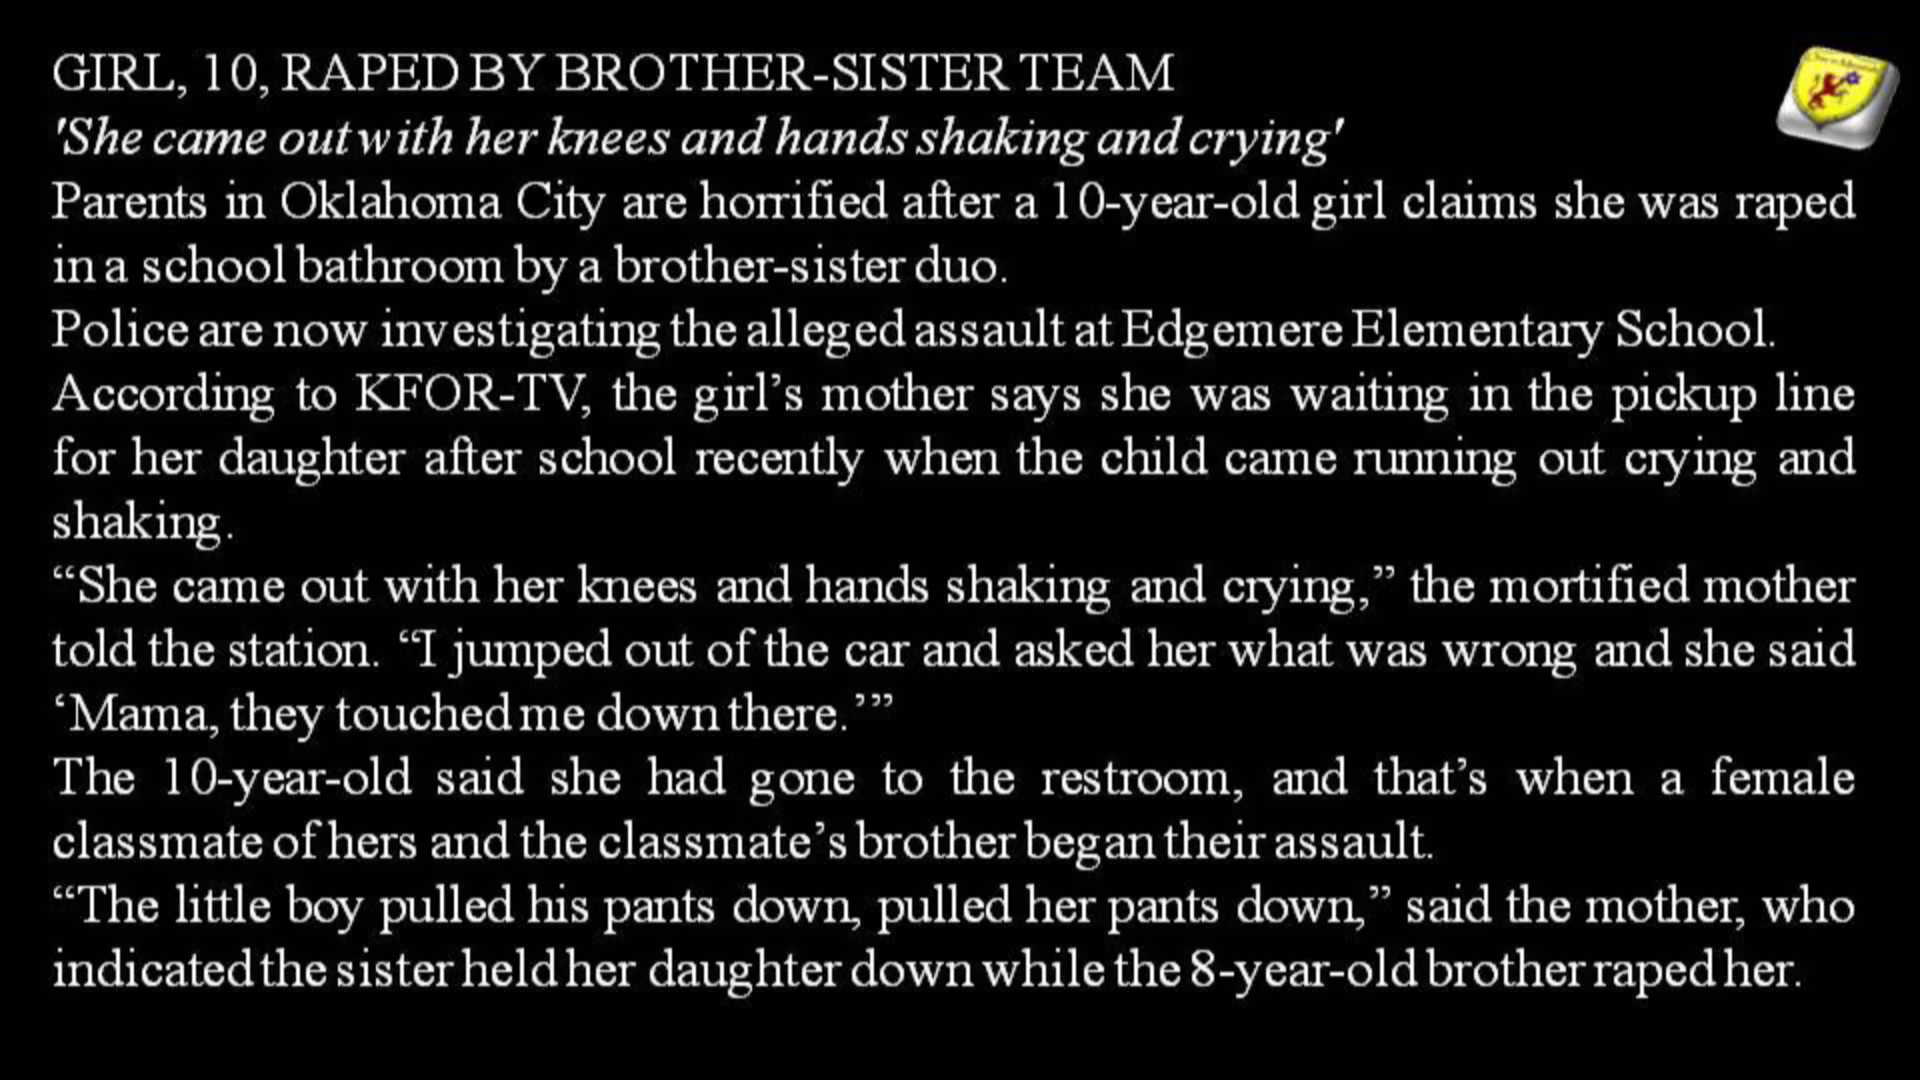 GIRL, 10, RAPED BY BROTHER-SISTER TEAM
'She came out with her knees and hands shaking and crying'
Parents in Oklahoma City are horrified after a 10-year-old girl claims she was raped
in a school bathroom by a brother-sister duo.
Police are now investigating the alleged assault at Edgemere Elementary School.
According to KFOR-TV, the girl’s mother says she was waiting in the pickup line
for her daughter after school recently when the child came running out crying and
shaking.
“She came out with her knees and hands shaking and crying,” the mortified mother
told the station. “I jumped out of the car and asked her what was wrong and she said
‘Mama, they touched me down there.’”
The 10-year-old said she had gone to the restroom, and that’s when a female
classmate of hers and the classmate’s brother began their assault.
“The little boy pulled his pants down, pulled her pants down,” said the mother, who
indicated the sister held her daughter down while the 8-year-old brother raped her.